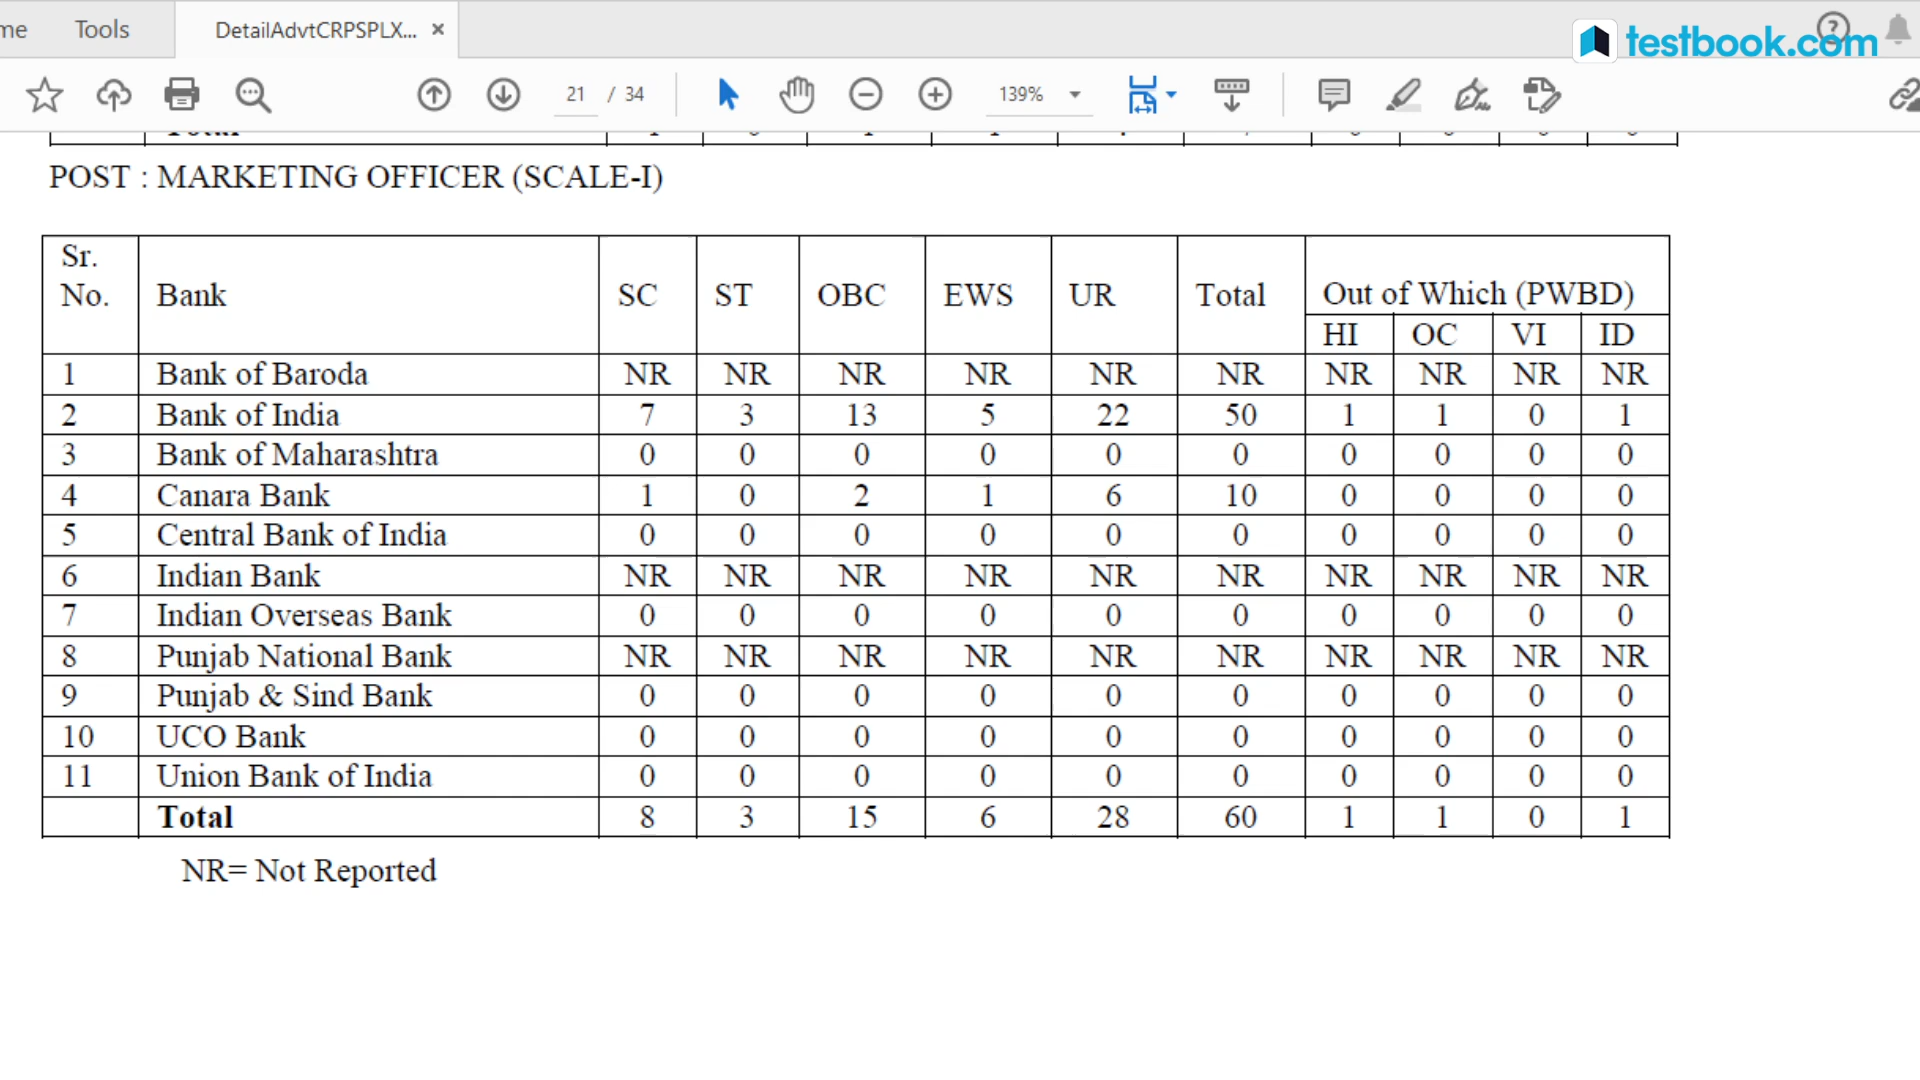 me Tools DetailAdvtCRPSPLX... ×
testbook.com
21 / 34 139%
Total
POST : MARKETING OFFICER (SCALE-I)
Sr. No. Bank SC ST OBC EWS UR Total Out of Which (PWBD)
HI OC VI ID
1 Bank of Baroda NR NR NR NR NR NR NR NR NR NR
2 Bank of India 7 3 13 5 22 50 1 1 0 1
3 Bank of Maharashtra 0 0 0 0 0 0 0 0 0 0
4 Canara Bank 1 0 2 1 6 10 0 0 0 0
5 Central Bank of India 0 0 0 0 0 0 0 0 0 0
6 Indian Bank NR NR NR NR NR NR NR NR NR NR
7 Indian Overseas Bank 0 0 0 0 0 0 0 0 0 0
8 Punjab National Bank NR NR NR NR NR NR NR NR NR NR
9 Punjab & Sind Bank 0 0 0 0 0 0 0 0 0 0
10 UCO Bank 0 0 0 0 0 0 0 0 0 0
11 Union Bank of India 0 0 0 0 0 0 0 0 0 0
Total 8 3 15 6 28 60 1 1 0 1
NR= Not Reported